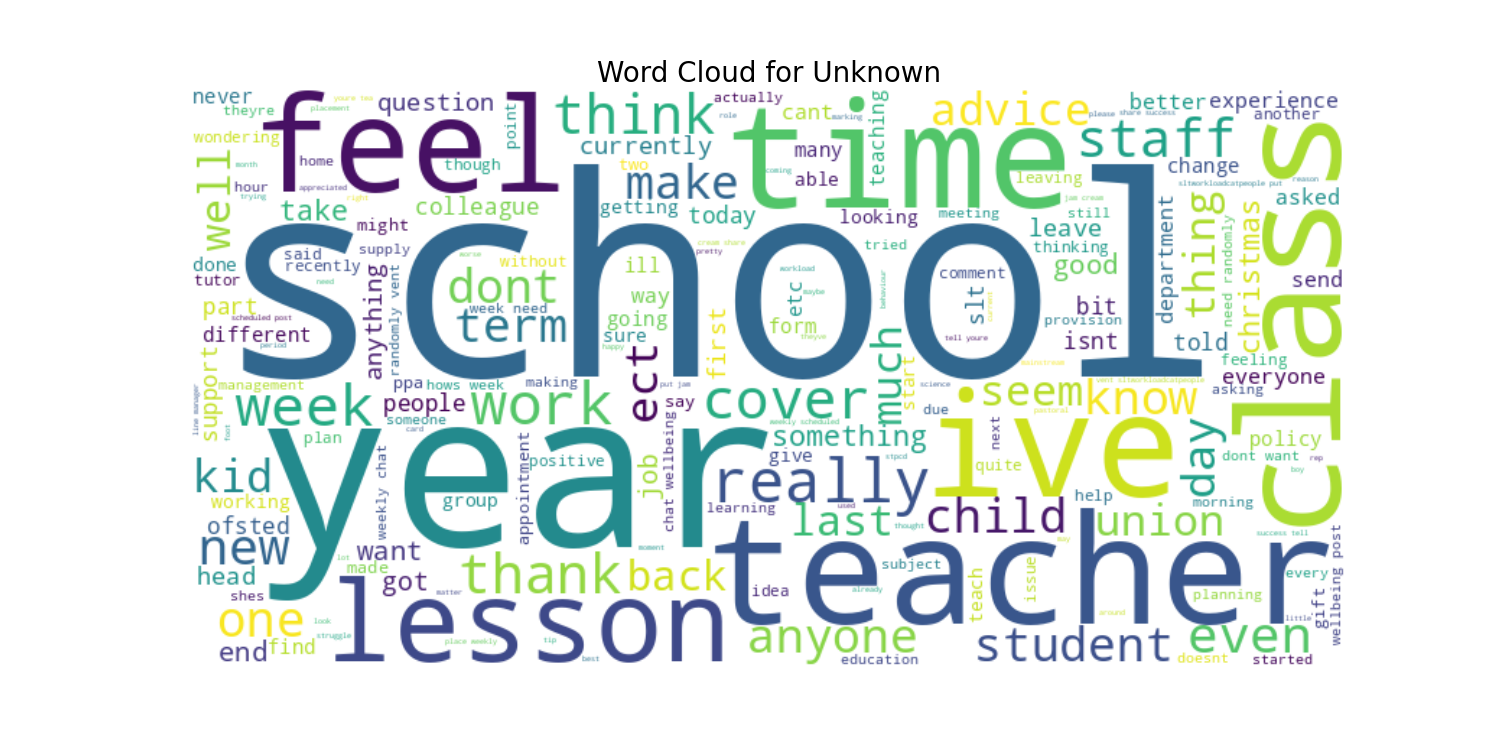 Word Cloud for Unknown
never
theyre
placement
youre tea
question
feel
point
think
actually
role
cant
marking
teaching
advice
please share success
better
experience
another
wondering
home
though
currently
two
many
coming
able
time
leaving
staff
change
sltworkloadcatpeople put
reason
asked
month
trying
hour
appreciated
right
make
well
take
colleague
getting
today
looking
meeting
jam cream
still
leave
thinking
thing
christmas
class
might
said
recently
supply
without
cream share
pretty
tried
good
department
need randomly
send
done
tutor
need
worse
ill
school
workload
etc
maybe
behaviour
comment
slt
current
bit
provision
part
scheduled post
different
period
anything
randomly vent
dont
week need
term
way
going
sure
happy
first
form
theyve
tell youre
isnt
told
feeling
everyone
support
management
line manager
foot
ppa
hows week
making
ect
put jam
say
much
start
science
mainstream
vent sltworkloadcatpeople
asking
week
people
someone
card
work
cover
weekly scheduled
seem
know
due
pastoral
plan
year
something
ive
next
day
policy
dont want
rep
boy
kid
working
weekly chat
group
appointment
positive
job
chat wellbeing
really
give
stpcd
quite
help
morning
ofsted
new
want
learning
last
used
thought
child
union
success tell
wellbeing post
head
shes
lot
made
got
matter
thank
moment
back
idea
teacher
already
subject
may
teach
issue
planning
every
gift
one
look
struggle
end
find
lesson
place weekly
tip
best
anyone
education
around
student
even
little
doesnt
started